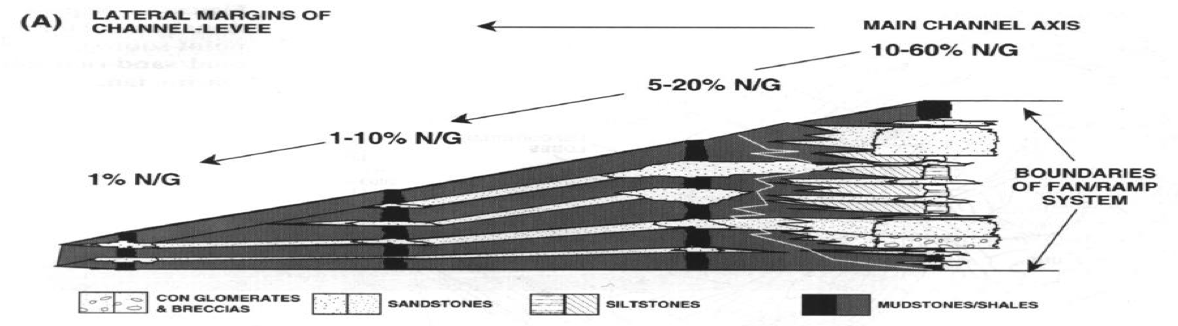 (A) LATERAL MARGINS OF
CHANNEL-LEVEE
MAIN CHANNEL AXIS
10-60% N/G
5-20% N/G
1-10% N/G
1% N/G
BOUNDARIES
OF FAN/RAMP
SYSTEM
CON GLOMERATES
& BRECCIAS
SANDSTONES
SILTSTONES
MUDSTONES/SHALES